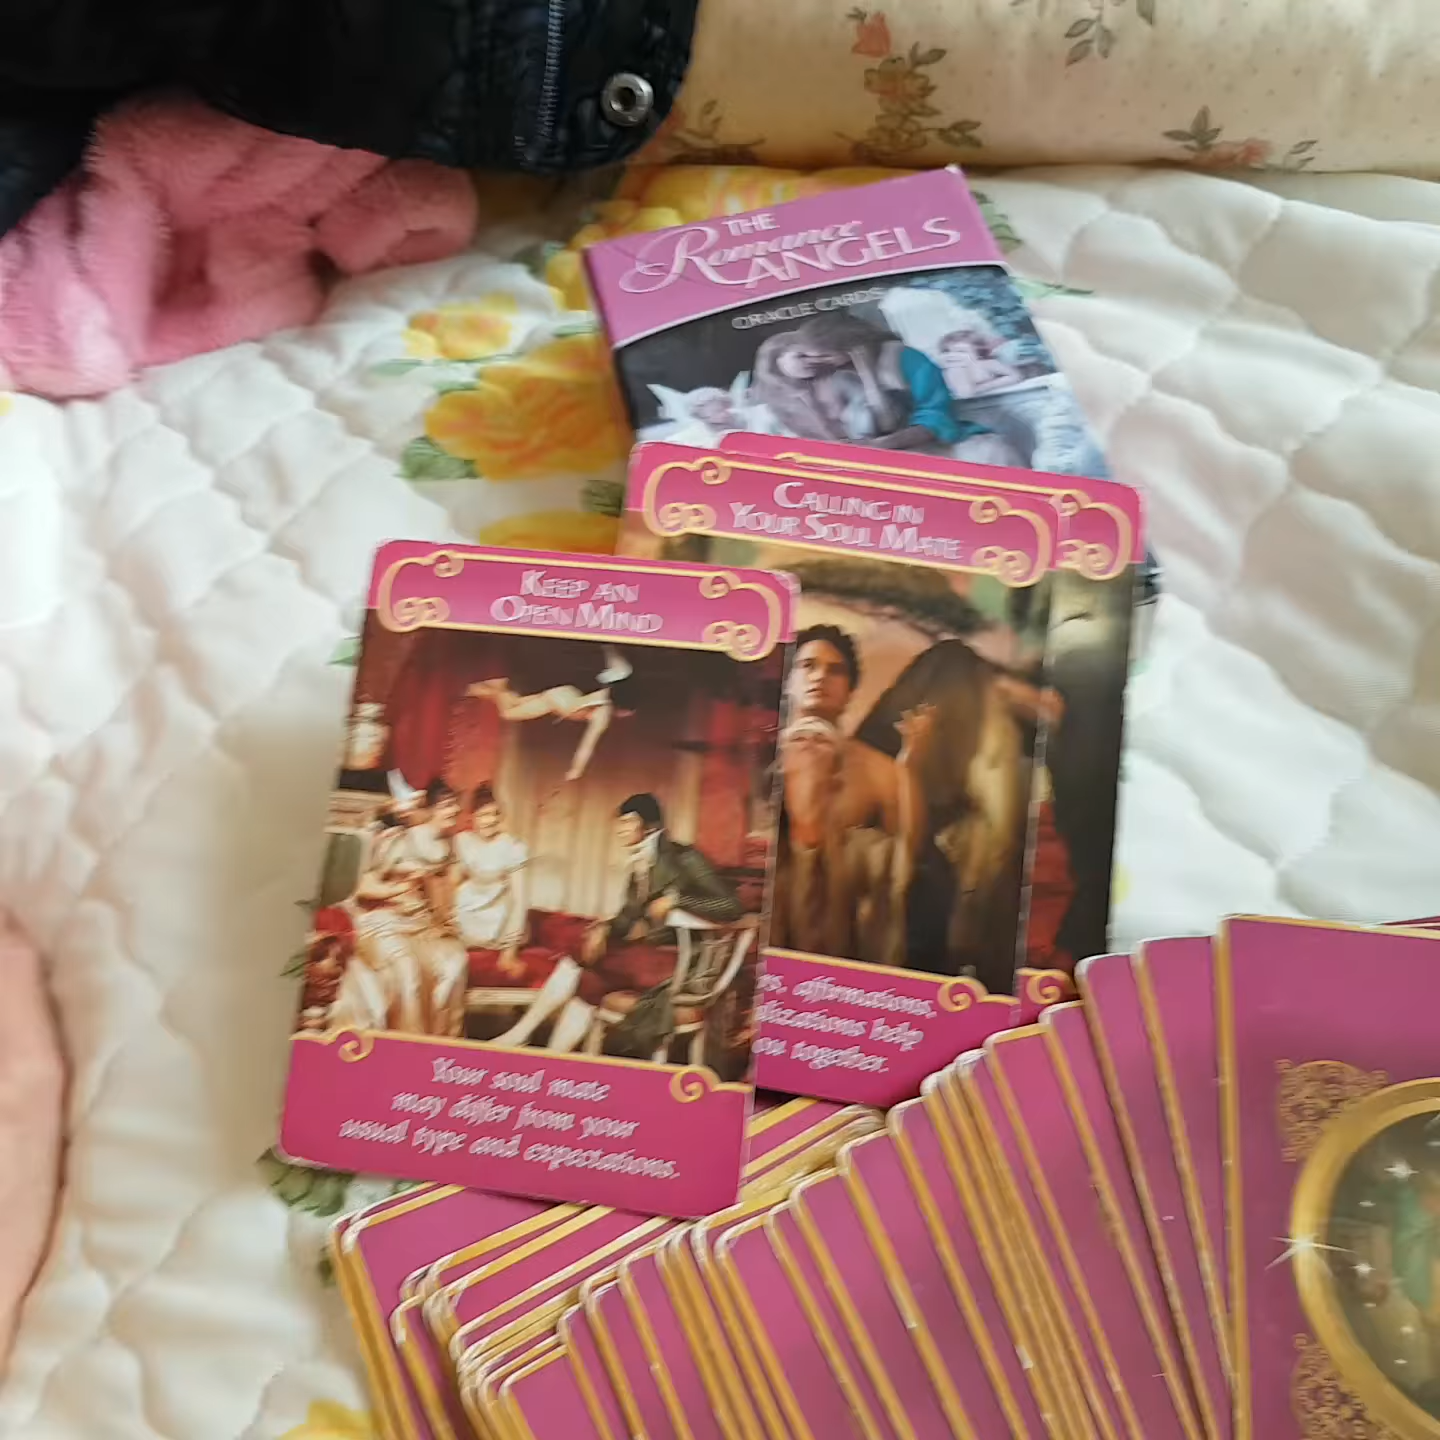 THE
Romance
ANGELS
ORACLE CARDS
CALLING IN
YOUR SOUL MATE
KEEP AN
OPEN MIND
affirmations,
help
together.
Your soul mate
may differ from your
usual type and expectations.